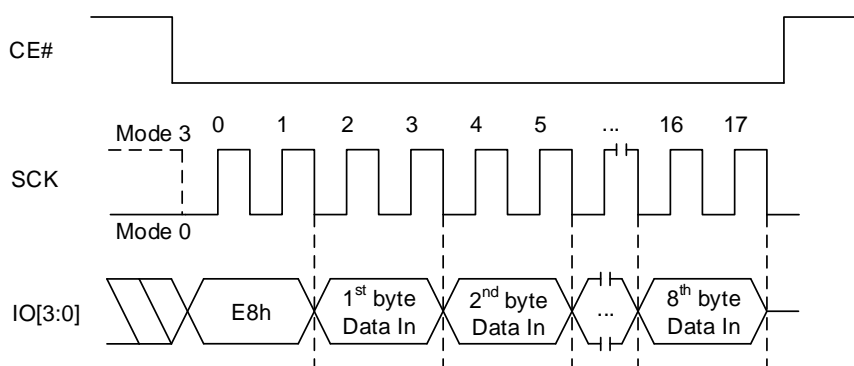 CE#
Mode 3 0 1 2 3 4 5 ... 16 17
SCK
Mode 0
IO[3:0] E8h 1st byte Data In 2nd byte Data In ... 8th byte Data In